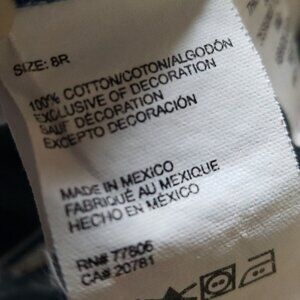 SIZE: 8R
100% COTTON/COTON/ALGODÓN
EXCLUSIVE OF DECORATION
SAUF DÉCORATION
EXCEPTO DECORACIÓN
MADE IN MEXICO
FABRIQUÉ AU MEXIQUE
HECHO EN MÉXICO
RN# 77806
CA# 20781